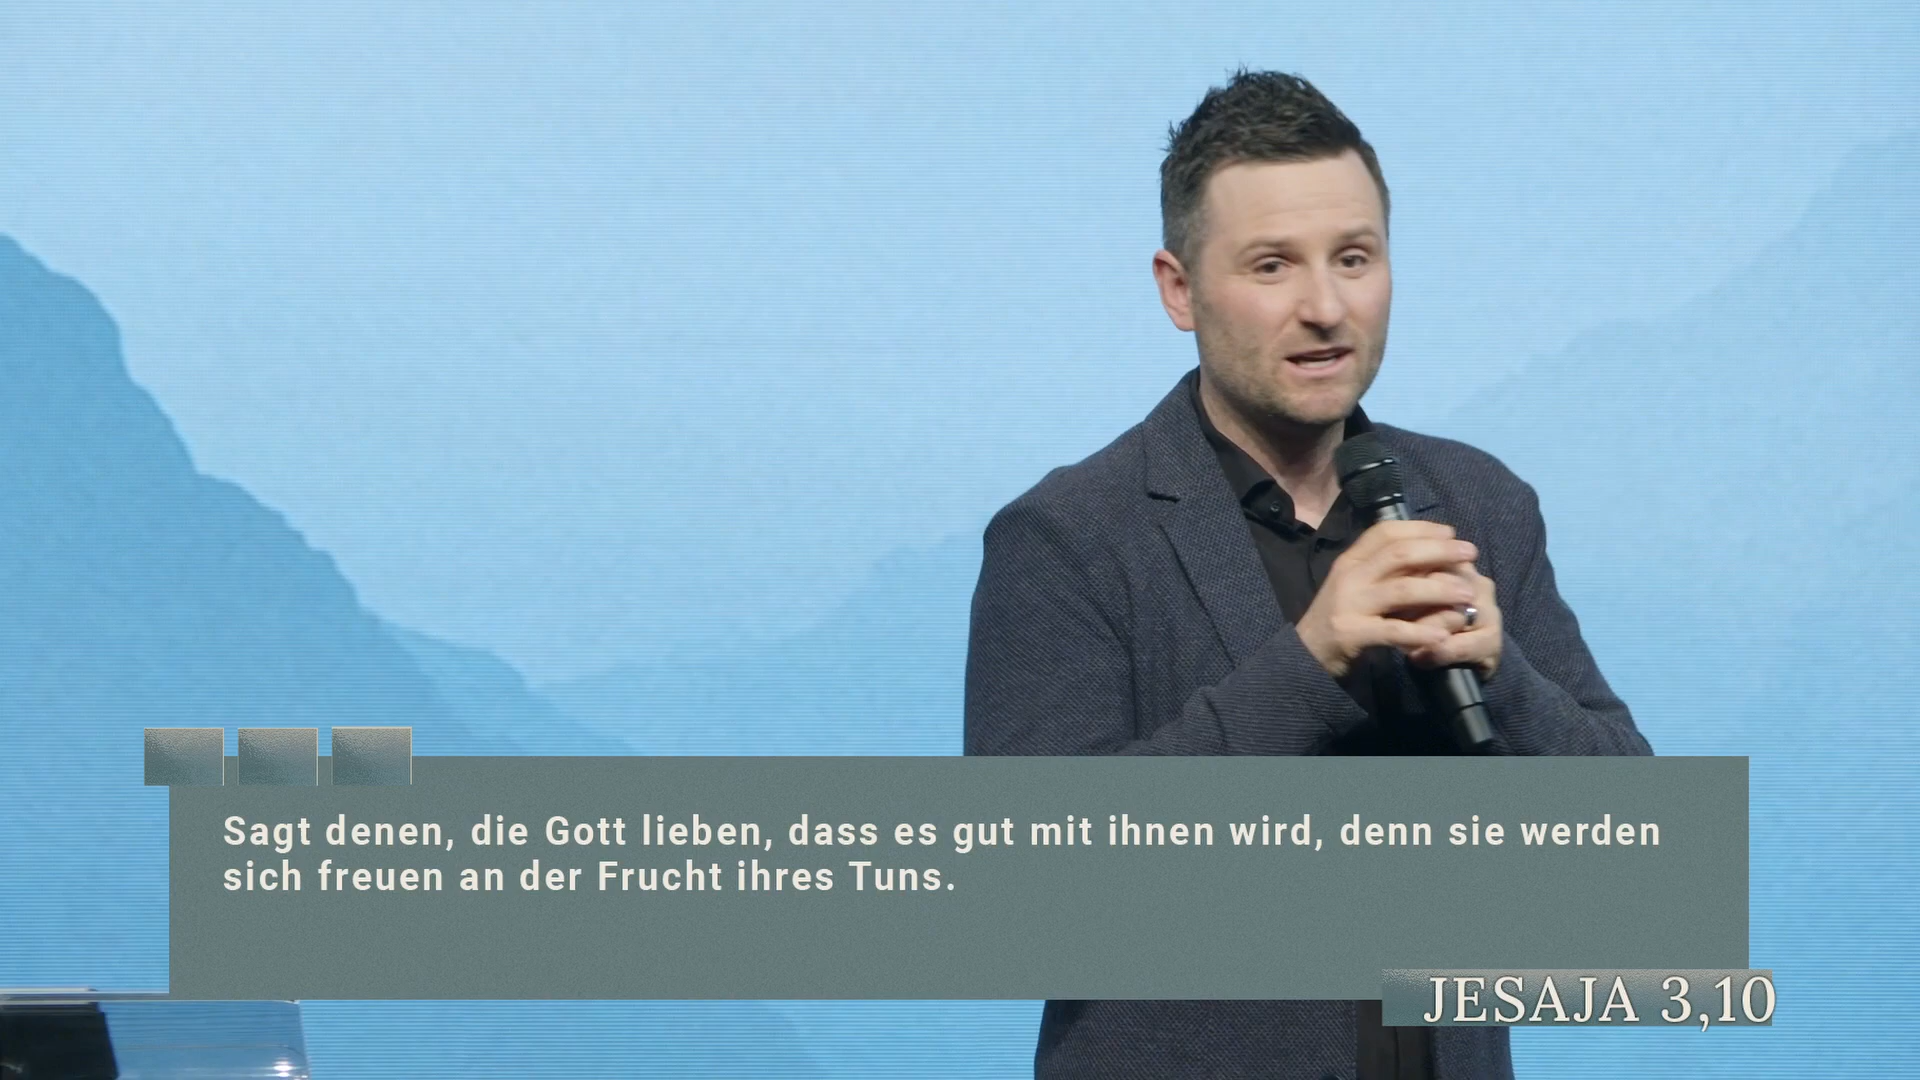 Sagt denen, die Gott lieben, dass es gut mit ihnen wird, denn sie werden
sich freuen an der Frucht ihres Tuns.
JESAJA 3,10